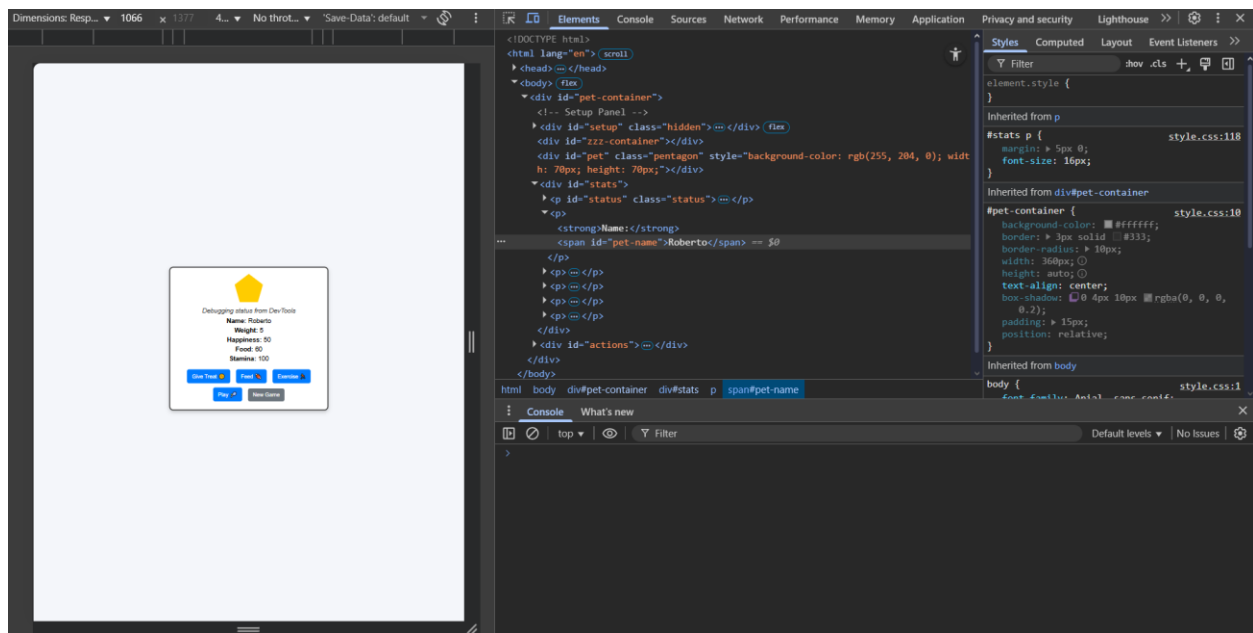 Dimensions: Resp... ▼ 1066 x 1377 4... ▼ No throt... ▼ 'Save-Data': default ▼
Debugging status from DevTools
Name: Roberto
Weight: 5
Happiness: 50
Food: 60
Stamina: 100
Give Treat Feed Exercise
Play New Game
Elements Console Sources Network Performance Memory Application Privacy and security Lighthouse >>
<!DOCTYPE html>
<html lang="en"> scroll
▶<head>…</head>
▼<body> flex
▼<div id="pet-container">
<!-- Setup Panel -->
▶<div id="setup" class="hidden">…</div> flex
<div id="zzz-container"></div>
<div id="pet" class="pentagon" style="background-color: rgb(255, 204, 0); widt
h: 70px; height: 70px;"></div>
▼<div id="stats">
▶<p id="status" class="status">…</p>
▼<p>
<strong>Name:</strong>
... <span id="pet-name">Roberto</span> == $0
</p>
▶<p>…</p>
▶<p>…</p>
▶<p>…</p>
▶<p>…</p>
</div>
▶<div id="actions">…</div>
</div>
</body>
html body div#pet-container div#stats p span#pet-name
Styles Computed Layout Event Listeners >>
Filter :hov .cls +
element.style {
}
Inherited from p
#stats p { style.css:118
margin: ▶ 5px 0;
font-size: 16px;
}
Inherited from div#pet-container
#pet-container { style.css:10
background-color: #ffffff;
border: ▶ 3px solid #333;
border-radius: ▶ 10px;
width: 360px;
height: auto;
text-align: center;
box-shadow: 0 4px 10px rgba(0, 0, 0,
0.2);
padding: ▶ 15px;
position: relative;
}
Inherited from body
body { style.css:1
font-family: Arial, sans-serif;
Console What's new
top ▼ Filter Default levels ▼ No Issues
>